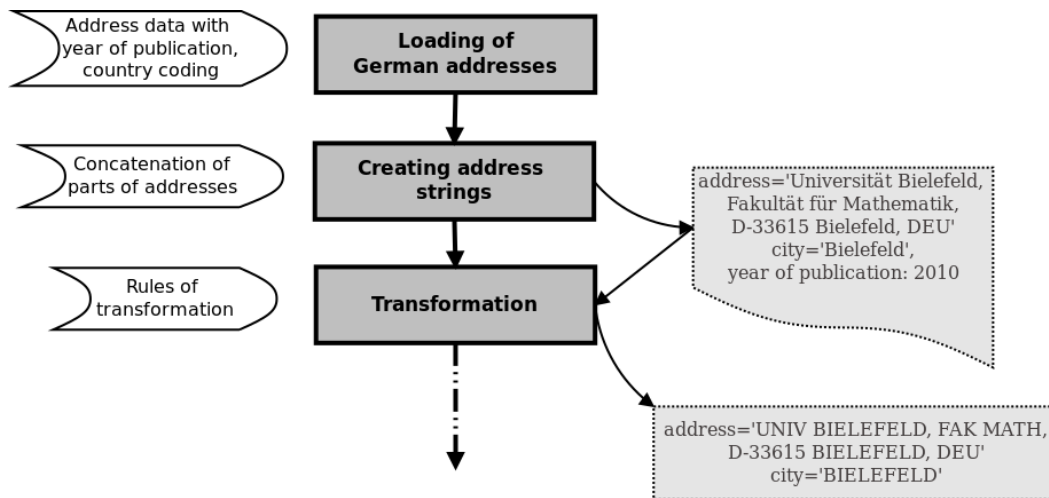 Address data with
year of publication,
country coding
Loading of
German addresses
Concatenation of
parts of addresses
Creating address
strings
address='Universität Bielefeld,
Fakultät für Mathematik,
D-33615 Bielefeld, DEU'
city='Bielefeld',
year of publication: 2010
Rules of
transformation
Transformation
address='UNIV BIELEFELD, FAK MATH,
D-33615 BIELEFELD, DEU'
city='BIELEFELD'